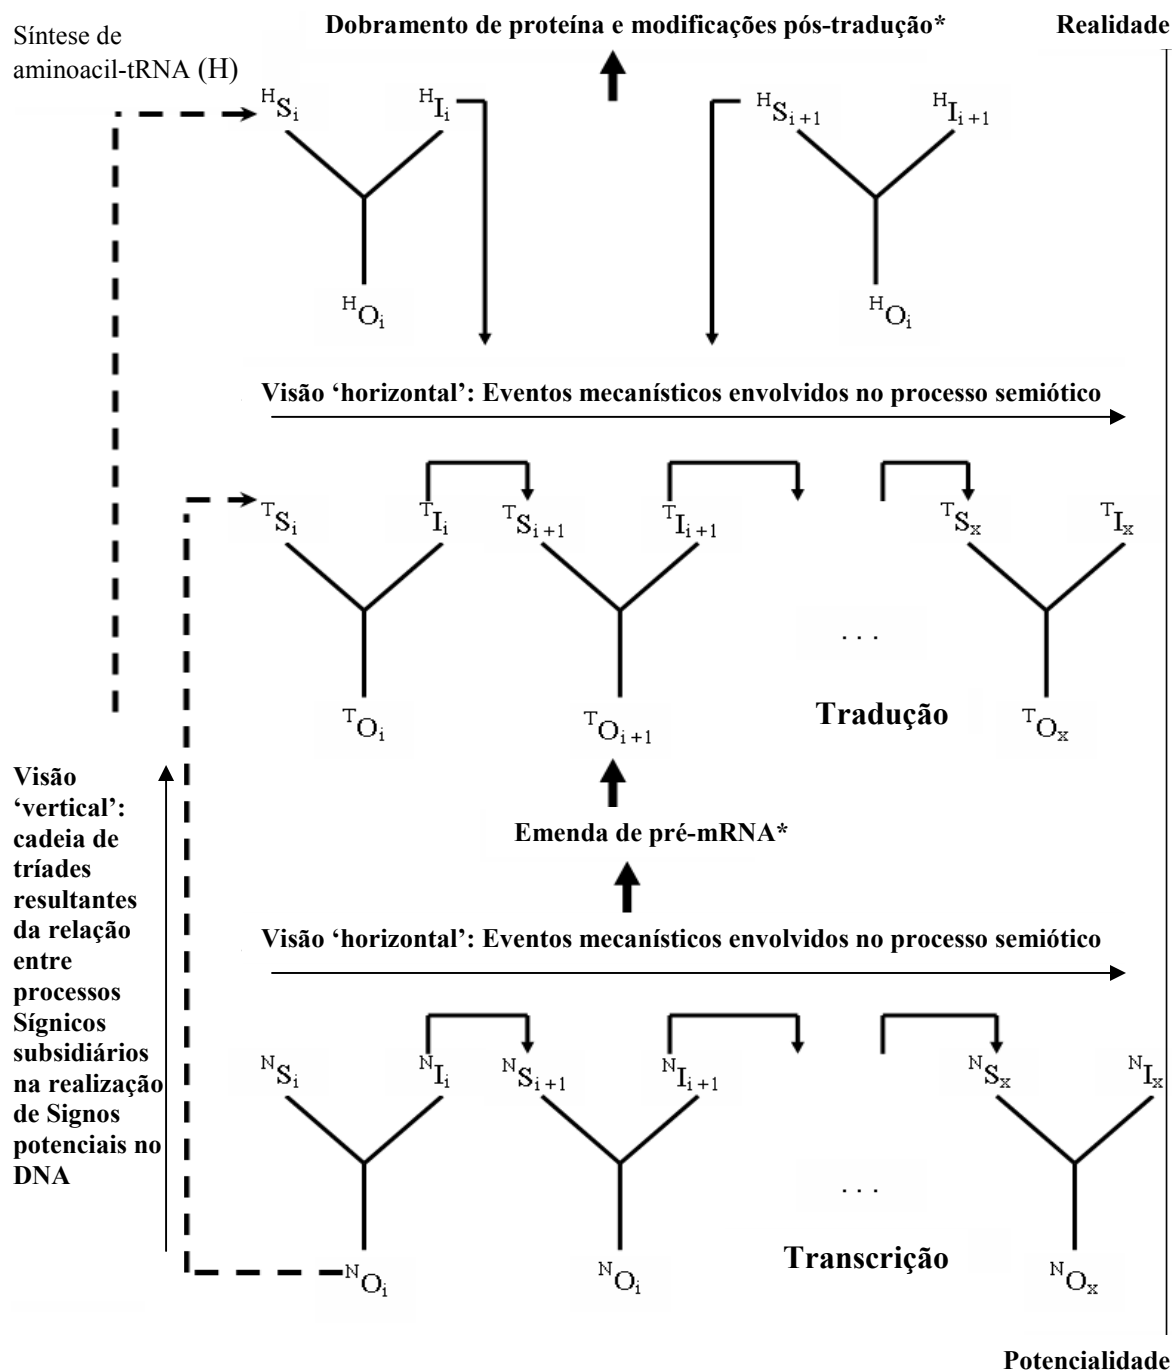 Dobramento de proteína e modificações pós-tradução*
Realidade
Síntese de
aminoacil-tRNA (H)
HSi HIi HSi+1 HIi+1
HOi HOi
Visão ‘horizontal’: Eventos mecanísticos envolvidos no processo semiótico
TSi TIi TSi+1 TIi+1 TSx TIx
. . .
Tradução
TOi TOi+1 TOx
Visão
‘vertical’:
cadeia de
tríades
resultantes
da relação
entre
processos
Sígnicos
subsidiários
na realização
de Signos
potenciais no
DNA
Emenda de pré-mRNA*
Visão ‘horizontal’: Eventos mecanísticos envolvidos no processo semiótico
NSi NIi NSi+1 NIi+1 NSx NIx
. . .
Transcrição
NOi NOi NOx
Potencialidade